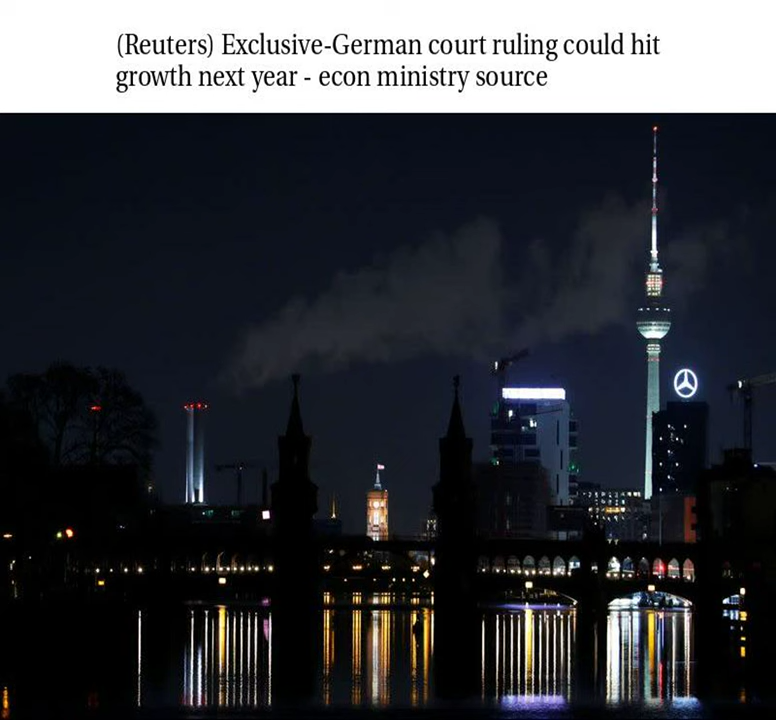 (Reuters) Exclusive-German court ruling could hit
growth next year - econ ministry source